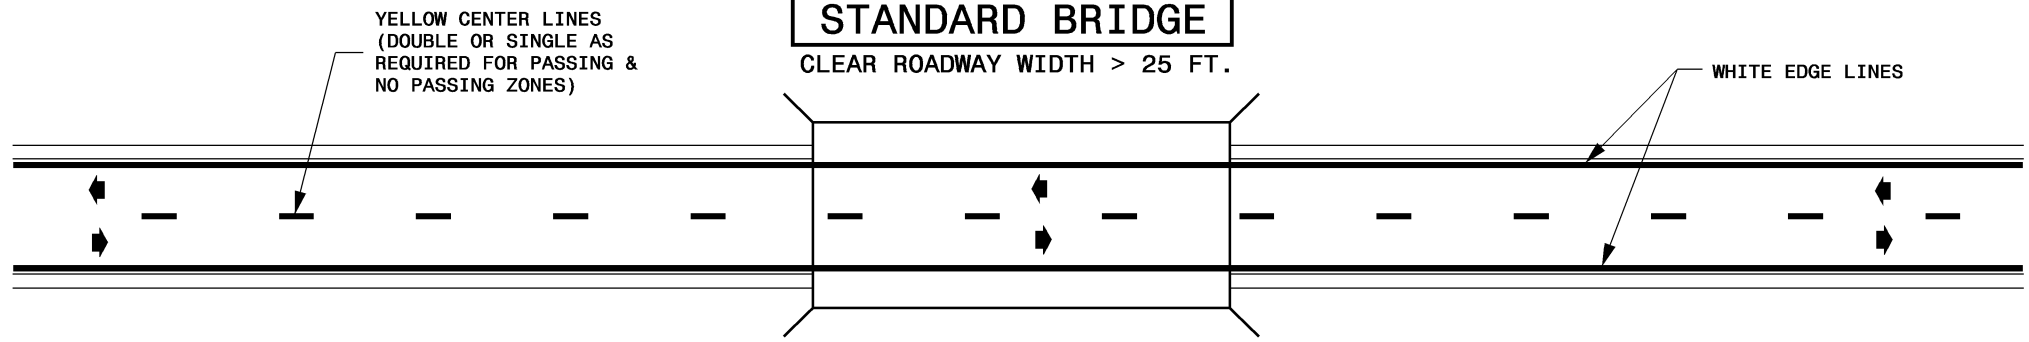 YELLOW CENTER LINES
(DOUBLE OR SINGLE AS
REQUIRED FOR PASSING &
NO PASSING ZONES)
STANDARD BRIDGE
CLEAR ROADWAY WIDTH > 25 FT.
WHITE EDGE LINES